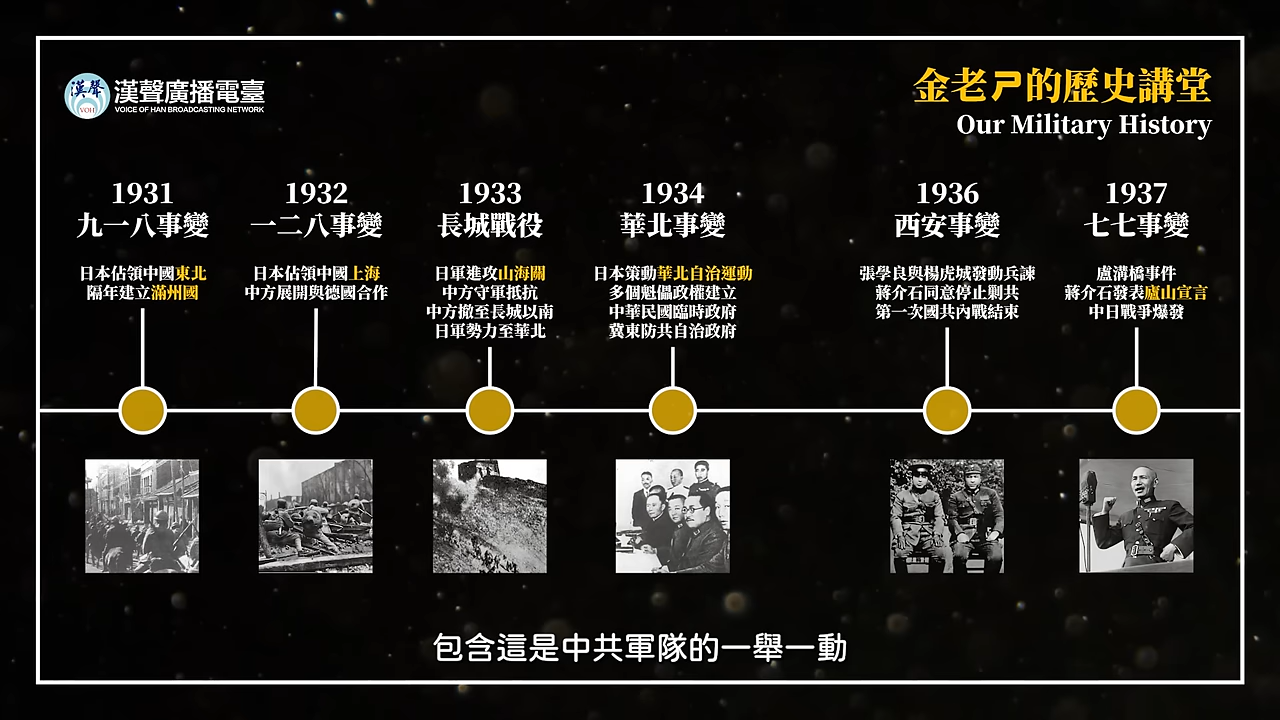 漢聲
VOH
漢聲廣播電臺
VOICE OF HAN BROADCASTING NETWORK
金老ㄕ的歷史講堂
Our Military History
1931
九一八事變
日本佔領中國東北
隔年建立滿州國
1932
一二八事變
日本佔領中國上海
中方展開與德國合作
1933
長城戰役
日軍進攻山海關
中方守軍抵抗
中方撤至長城以南
日軍勢力至華北
1934
華北事變
日本策動華北自治運動
多個魁儡政權建立
中華民國臨時政府
冀東防共自治政府
1936
西安事變
張學良與楊虎城發動兵諫
蔣介石同意停止剿共
第一次國共內戰結束
1937
七七事變
盧溝橋事件
蔣介石發表廬山宣言
中日戰爭爆發
包含這是中共軍隊的一舉一動